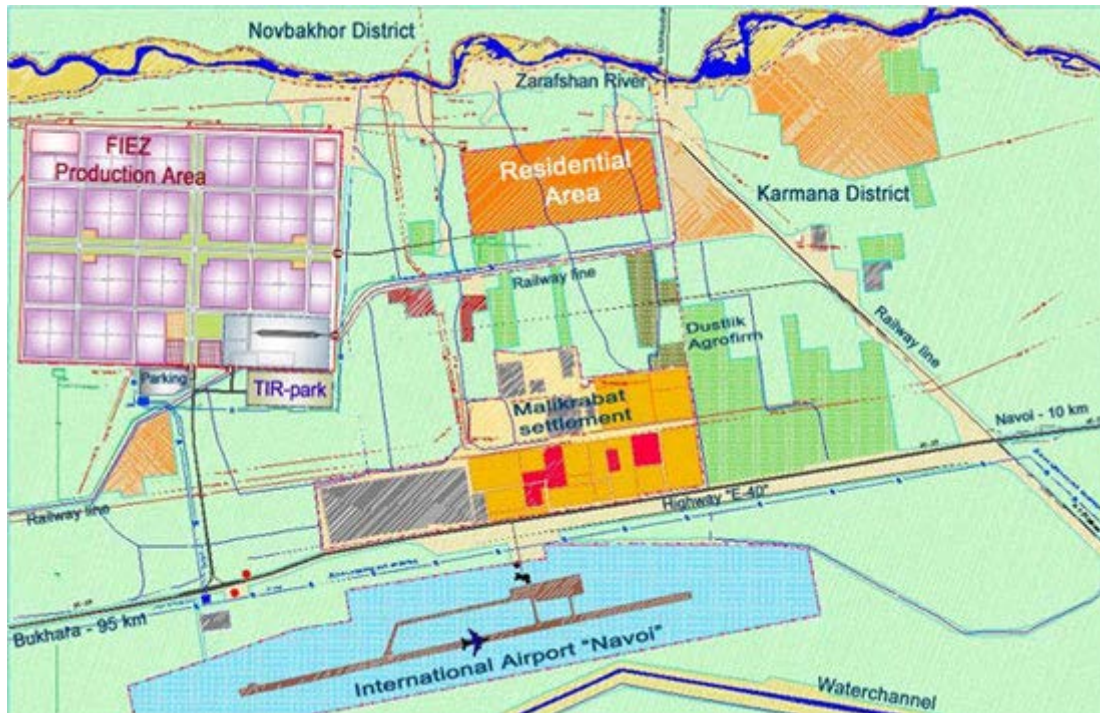 Novbakhor District
Zarafshan River
FIEZ
Production Area
Residential
Area
Karmana District
Railway line
Railway line
Dustlik
Agrofirm
Parking
TIR-park
Malikrabat
settlement
Navoi - 10 km
Railway line
Highway "E-40"
Bukhara - 95 km
International Airport "Navoi"
Waterchannel